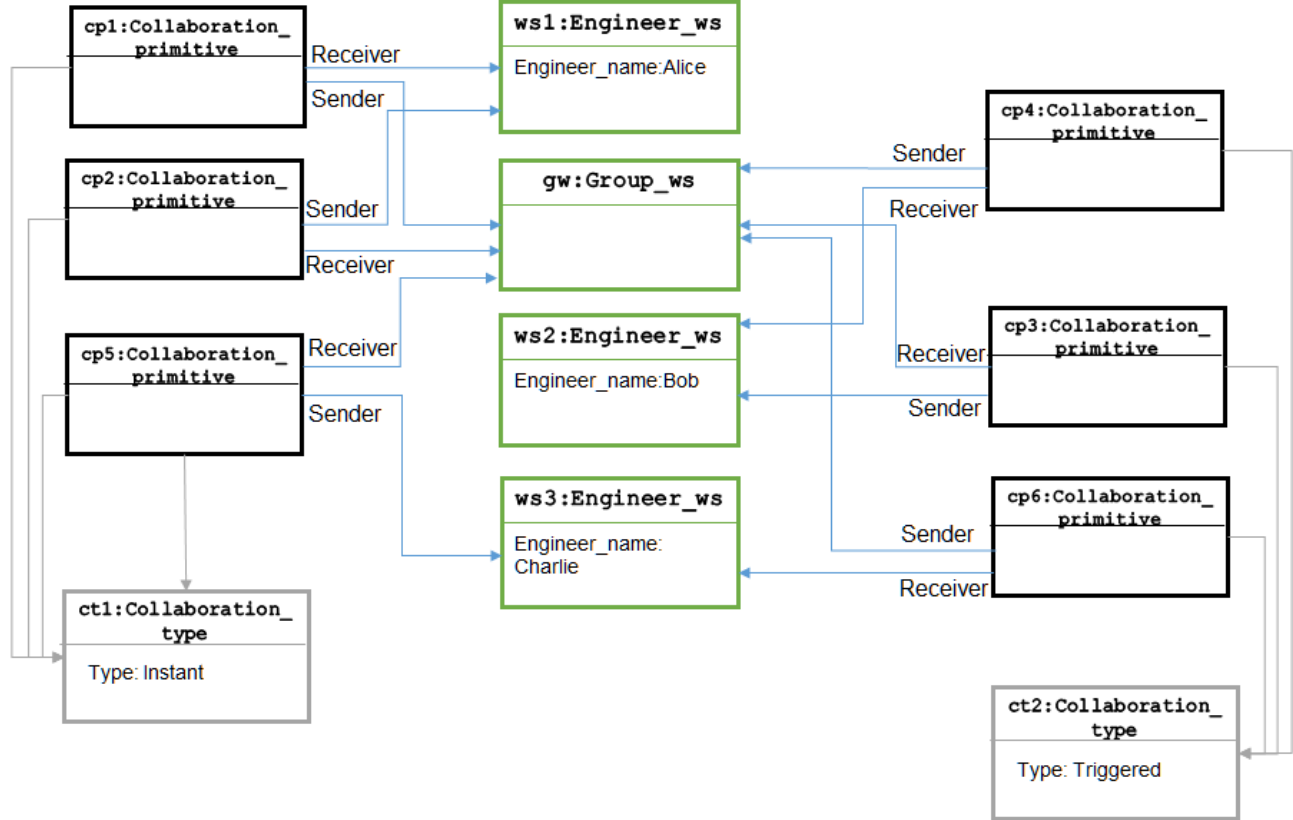 cp1:Collaboration_
primitive
Receiver
Sender
ws1:Engineer_ws
Engineer_name:Alice
cp4:Collaboration_
primitive
Sender
Receiver
cp2:Collaboration_
primitive
Sender
Receiver
gw:Group_ws
cp5:Collaboration_
primitive
Receiver
Sender
ws2:Engineer_ws
Engineer_name:Bob
cp3:Collaboration_
primitive
Receiver
Sender
ws3:Engineer_ws
Engineer_name:
Charlie
cp6:Collaboration_
primitive
Sender
Receiver
ct1:Collaboration_
type
Type: Instant
ct2:Collaboration_
type
Type: Triggered